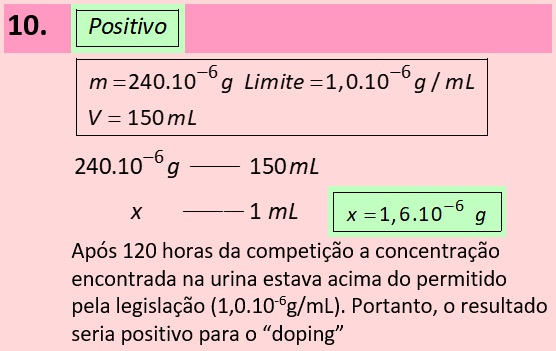 10. Positivo
m = 240.10⁻⁶ g Limite = 1,0.10⁻⁶ g / mL
V = 150 mL
240.10⁻⁶ g —— 150 mL
x ——— 1 mL x = 1,6.10⁻⁶ g
Após 120 horas da competição a concentração
encontrada na urina estava acima do permitido
pela legislação (1,0.10⁻⁶g/mL). Portanto, o resultado
seria positivo para o “doping”